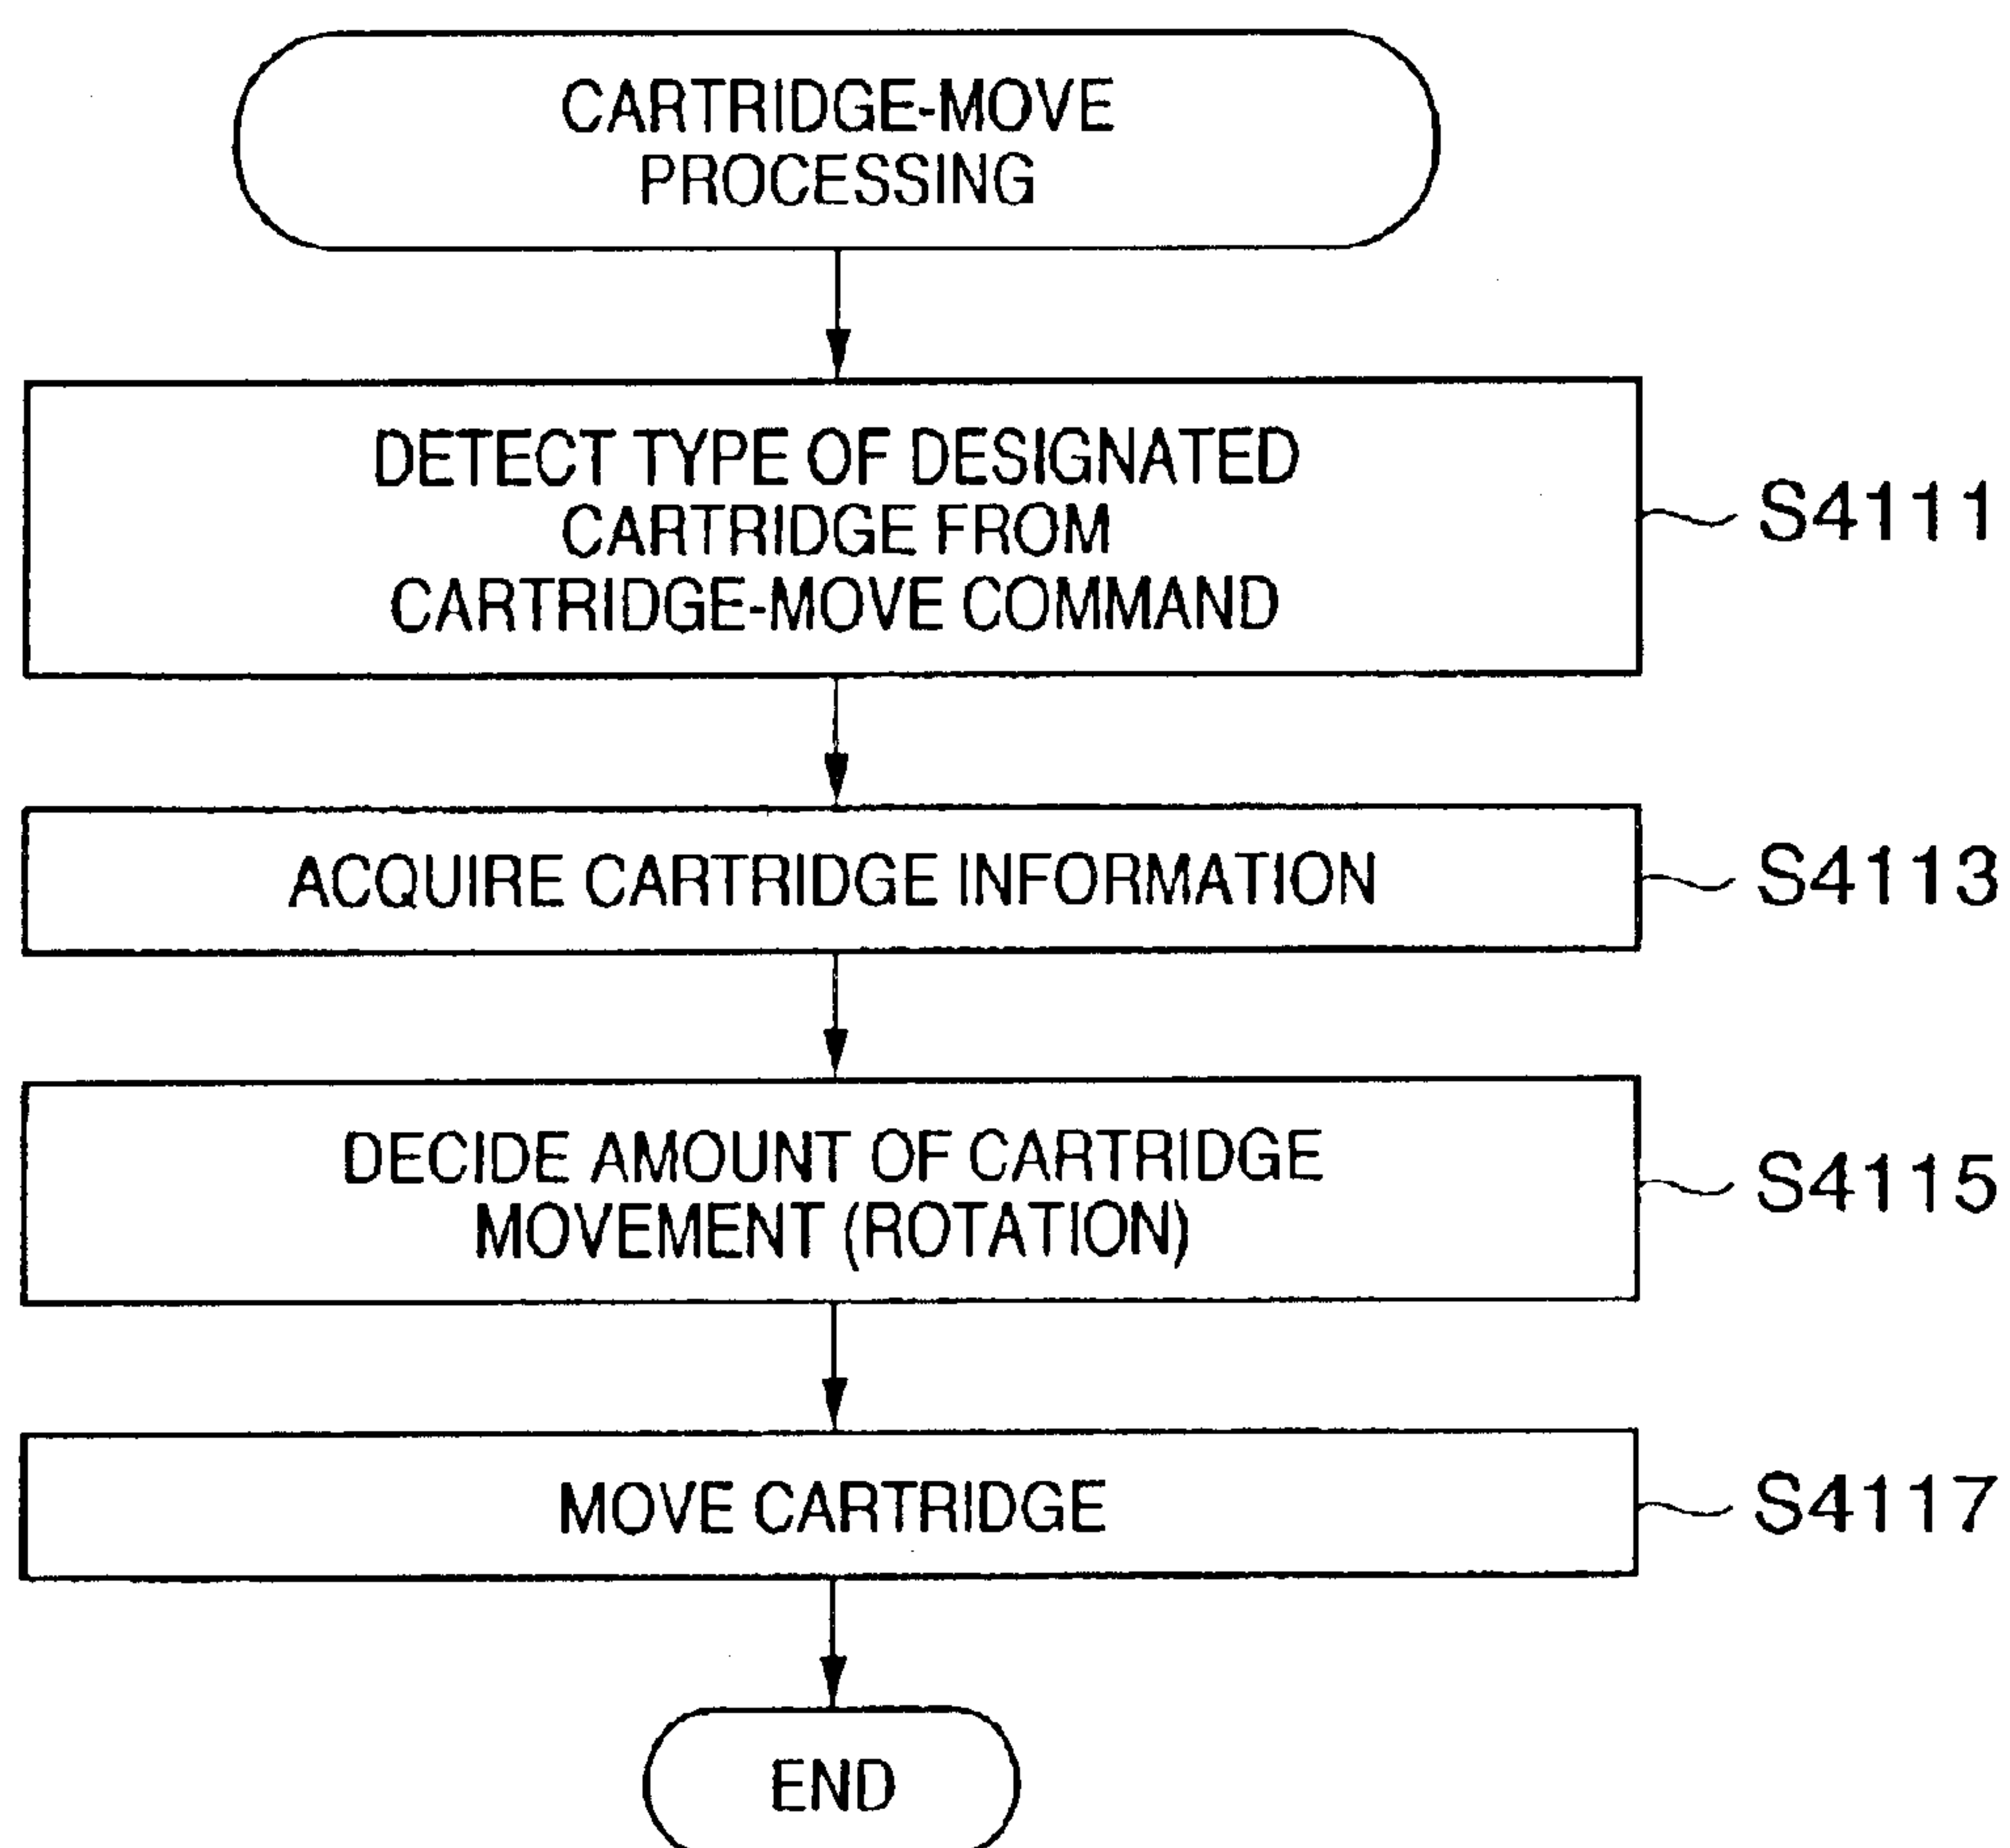 CARTRIDGE-MOVE
PROCESSING
DETECT TYPE OF DESIGNATED
CARTRIDGE FROM
CARTRIDGE-MOVE COMMAND
S4111
ACQUIRE CARTRIDGE INFORMATION
S4113
DECIDE AMOUNT OF CARTRIDGE
MOVEMENT (ROTATION)
S4115
MOVE CARTRIDGE
S4117
END